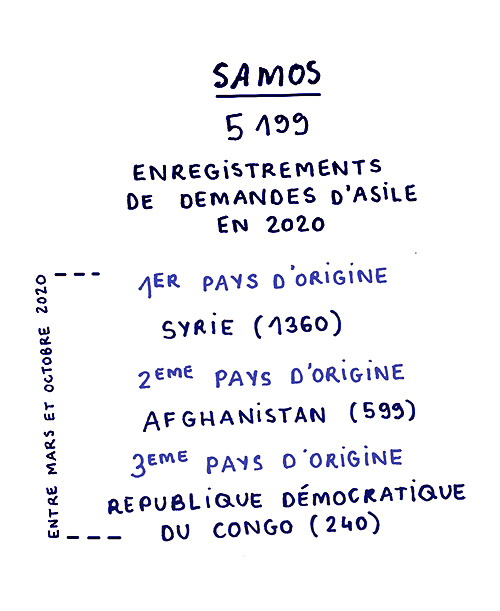 SAMOS
5 199
ENREGISTREMENTS
DE DEMANDES D'ASILE
EN 2020
1ER PAYS D'ORIGINE
SYRIE (1360)
2EME PAYS D'ORIGINE
AFGHANISTAN (599)
3EME PAYS D'ORIGINE
REPUBLIQUE DÉMOCRATIQUE
DU CONGO (240)
ENTRE MARS ET OCTOBRE 2020